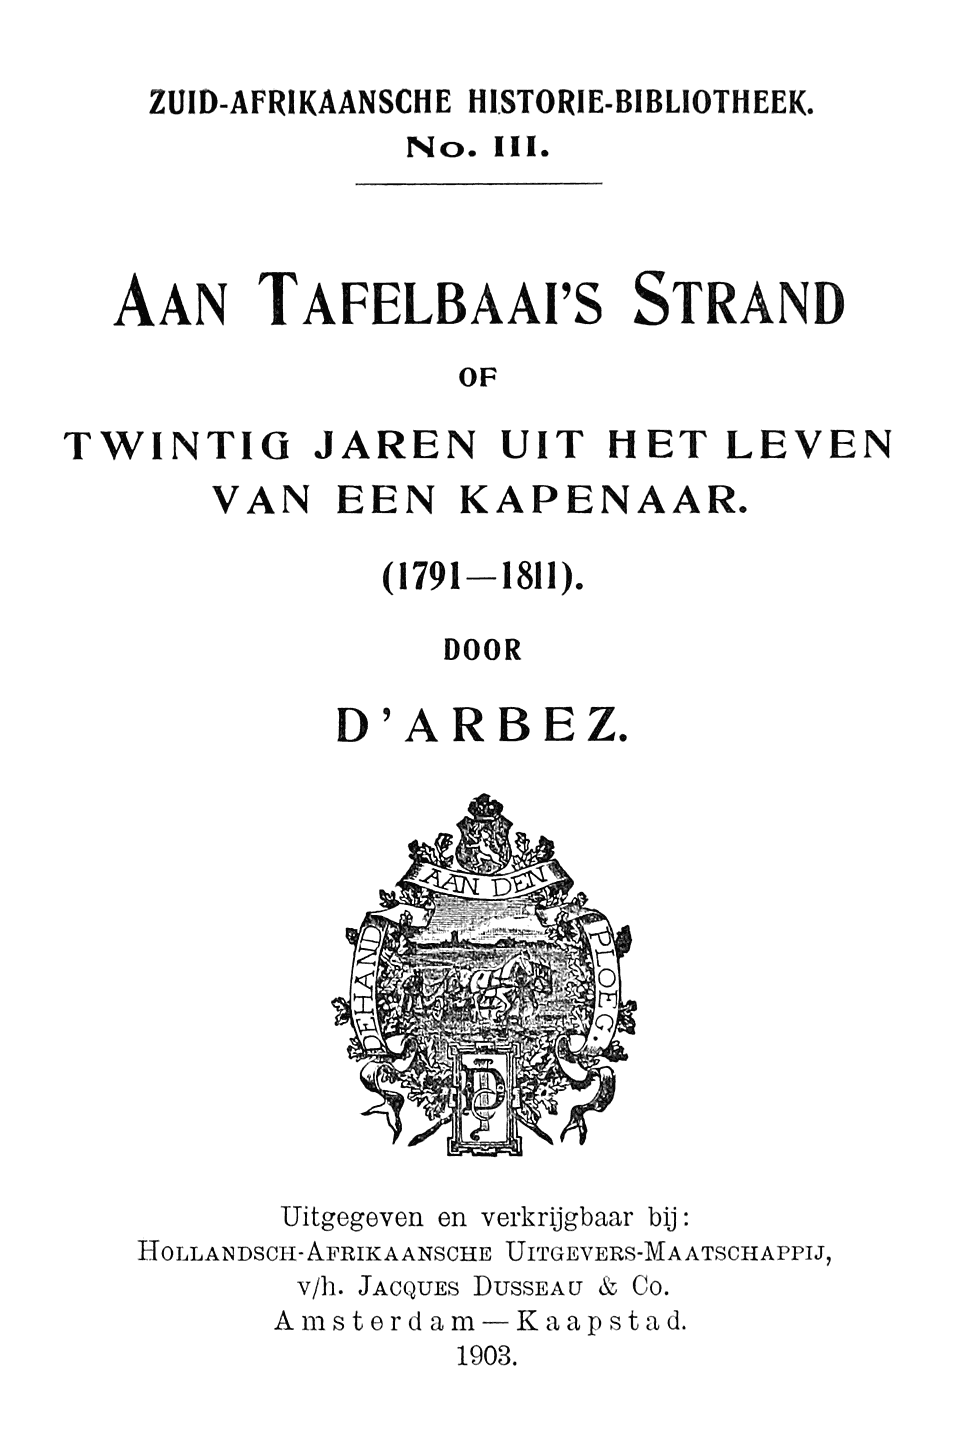 ZUID-AFRIKAANSCHE HISTORIE-BIBLIOTHEEK.
No. III.
AAN TAFELBAAI'S STRAND
OF
TWINTIG JAREN UIT HET LEVEN
VAN EEN KAPENAAR.
(1791—1811).
DOOR
D'ARBEZ.
DE HAND AAN DEN PLOEG.
Uitgegeven en verkrijgbaar bij:
HOLLANDSCH-AFRIKAANSCHE UITGEVERS-MAATSCHAPPIJ,
v/h. JACQUES DUSSEAU & Co.
Amsterdam—Kaapstad.
1903.